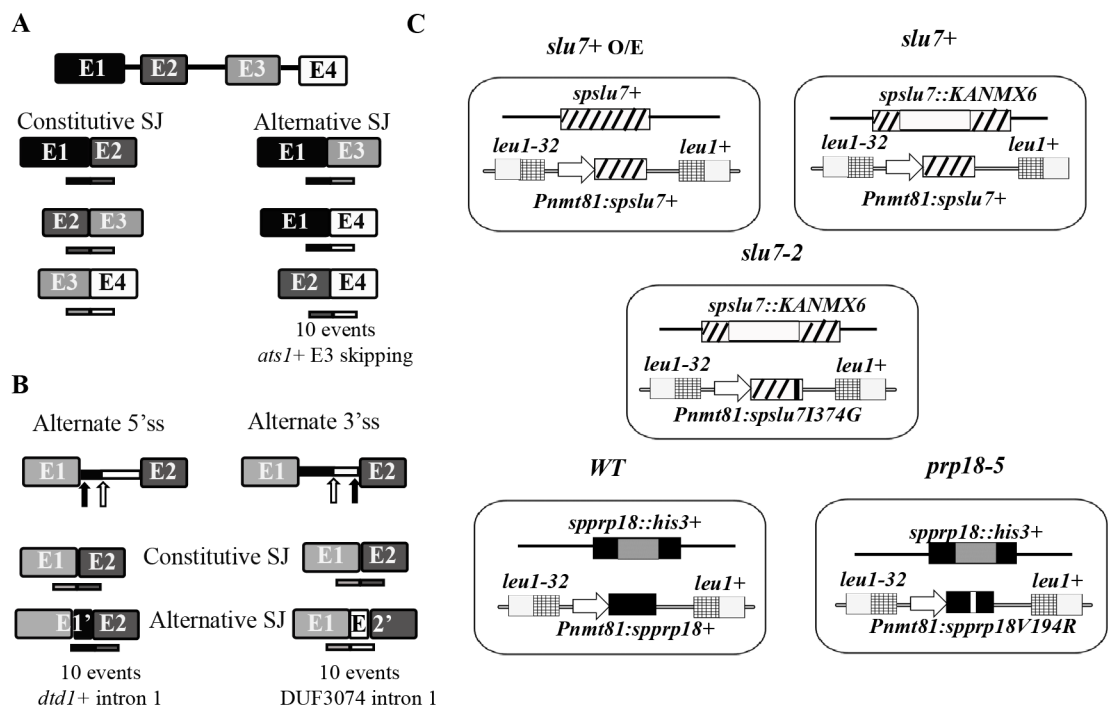 A
E1 E2 E3 E4
Constitutive SJ Alternative SJ
E1 E2 E1 E3
E2 E3 E1 E4
E3 E4 E2 E4
10 events
ats1+ E3 skipping
B
Alternate 5'ss Alternate 3'ss
E1 E2 E1 E2
E1 E2 Constitutive SJ E1 E2
E1' E2 Alternative SJ E1 E 2'
10 events 10 events
dtd1+ intron 1 DUF3074 intron 1
C
slu7+ O/E
spslu7+
leu1-32 leu1+
Pnmt81:spslu7+
slu7+
spslu7::KANMX6
leu1-32 leu1+
Pnmt81:spslu7+
slu7-2
spslu7::KANMX6
leu1-32 leu1+
Pnmt81:spslu7I374G
WT
spprp18::his3+
leu1-32 leu1+
Pnmt81:spprp18+
prp18-5
spprp18::his3+
leu1-32 leu1+
Pnmt81:spprp18V194R